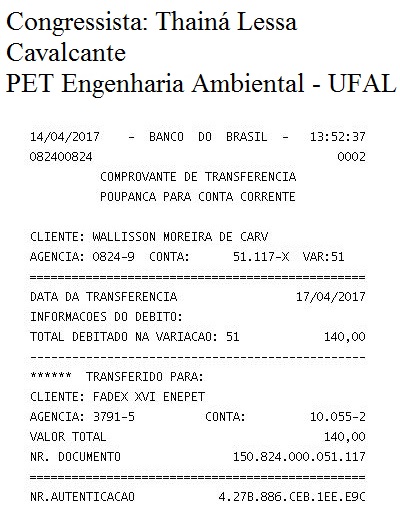 Congressista: Thainá Lessa
Cavalcante
PET Engenharia Ambiental - UFAL
14/04/2017 - BANCO DO BRASIL - 13:52:37
082400824 0002
COMPROVANTE DE TRANSFERENCIA
POUPANCA PARA CONTA CORRENTE
CLIENTE: WALLISSON MOREIRA DE CARV
AGENCIA: 0824-9 CONTA: 51.117-X VAR:51
================================================
DATA DA TRANSFERENCIA 17/04/2017
INFORMACOES DO DEBITO:
TOTAL DEBITADO NA VARIACAO: 51 140,00
------------------------------------------------
****** TRANSFERIDO PARA:
CLIENTE: FADEX XVI ENEPET
AGENCIA: 3791-5 CONTA: 10.055-2
VALOR TOTAL 140,00
NR. DOCUMENTO 150.824.000.051.117
================================================
NR.AUTENTICACAO 4.27B.886.CEB.1EE.E9C